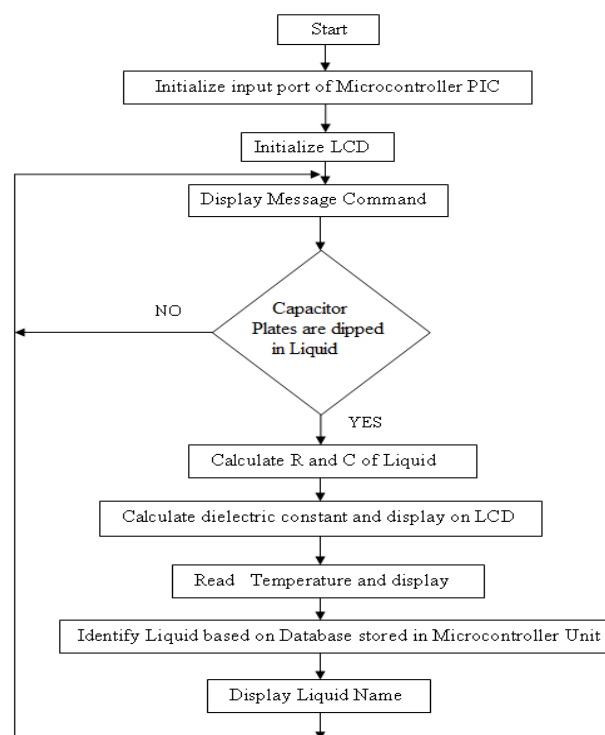 Start
Initialize input port of Microcontroller PIC
Initialize LCD
Display Message Command
Capacitor
Plates are dipped
in Liquid
NO
YES
Calculate R and C of Liquid
Calculate dielectric constant and display on LCD
Read Temperature and display
Identify Liquid based on Database stored in Microcontroller Unit
Display Liquid Name